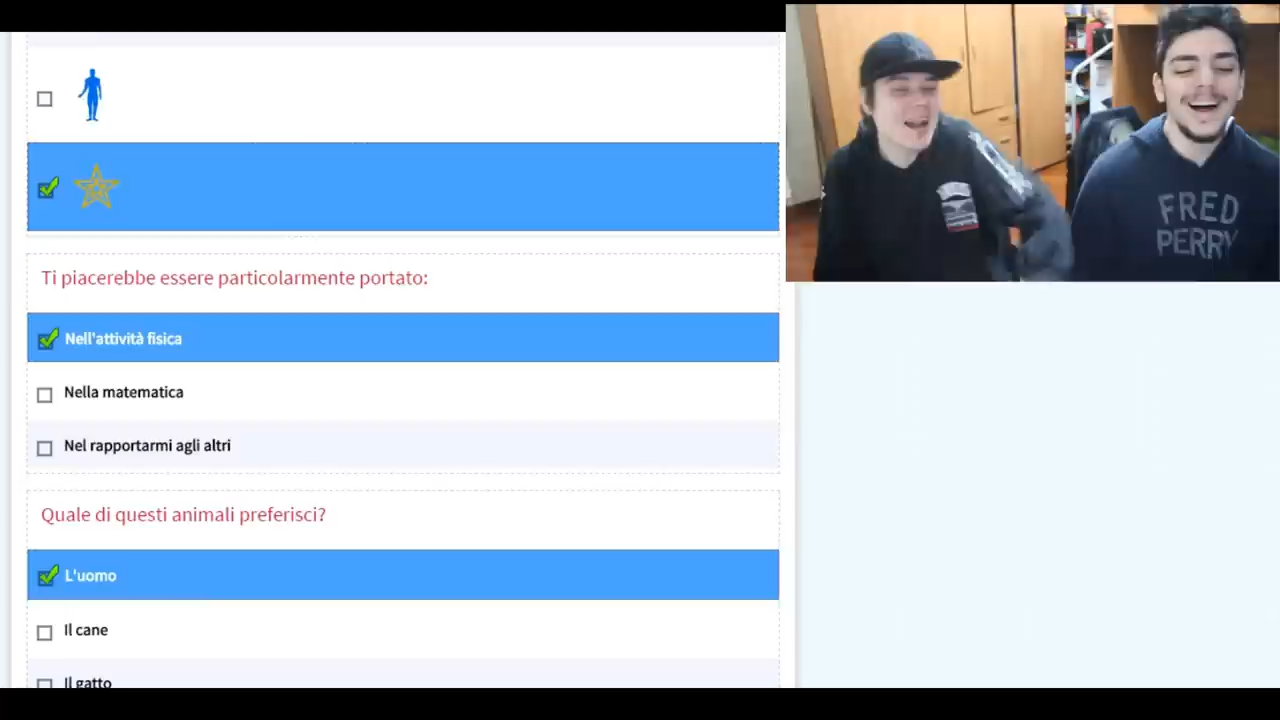 Ti piacerebbe essere particolarmente portato:
Nell'attività fisica
Nella matematica
Nel rapportarmi agli altri
Quale di questi animali preferisci?
L'uomo
Il cane
Il gatto
FRED
PERRY